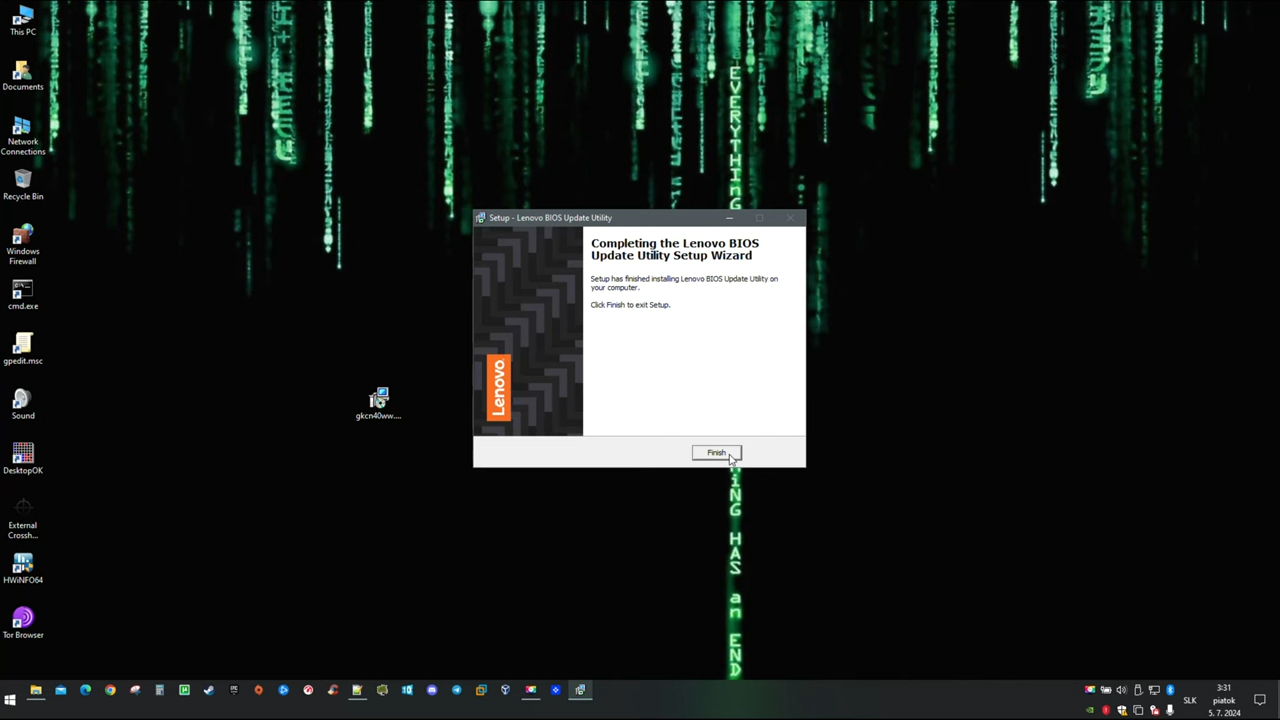 This PC
Documents
Network
Connections
Recycle Bin
Windows
Firewall
cmd.exe
gpedit.msc
Sound
DesktopOK
External
Crossh...
HWiNFO64
Tor Browser
gkcn40ww....
EVERYTHInG
Setup - Lenovo BIOS Update Utility
Completing the Lenovo BIOS
Update Utility Setup Wizard
Setup has finished installing Lenovo BIOS Update Utility on
your computer.
Click Finish to exit Setup.
Lenovo
Finish
iNG
HAS
an
END
SLK
3:31
piatok
5. 7. 2024